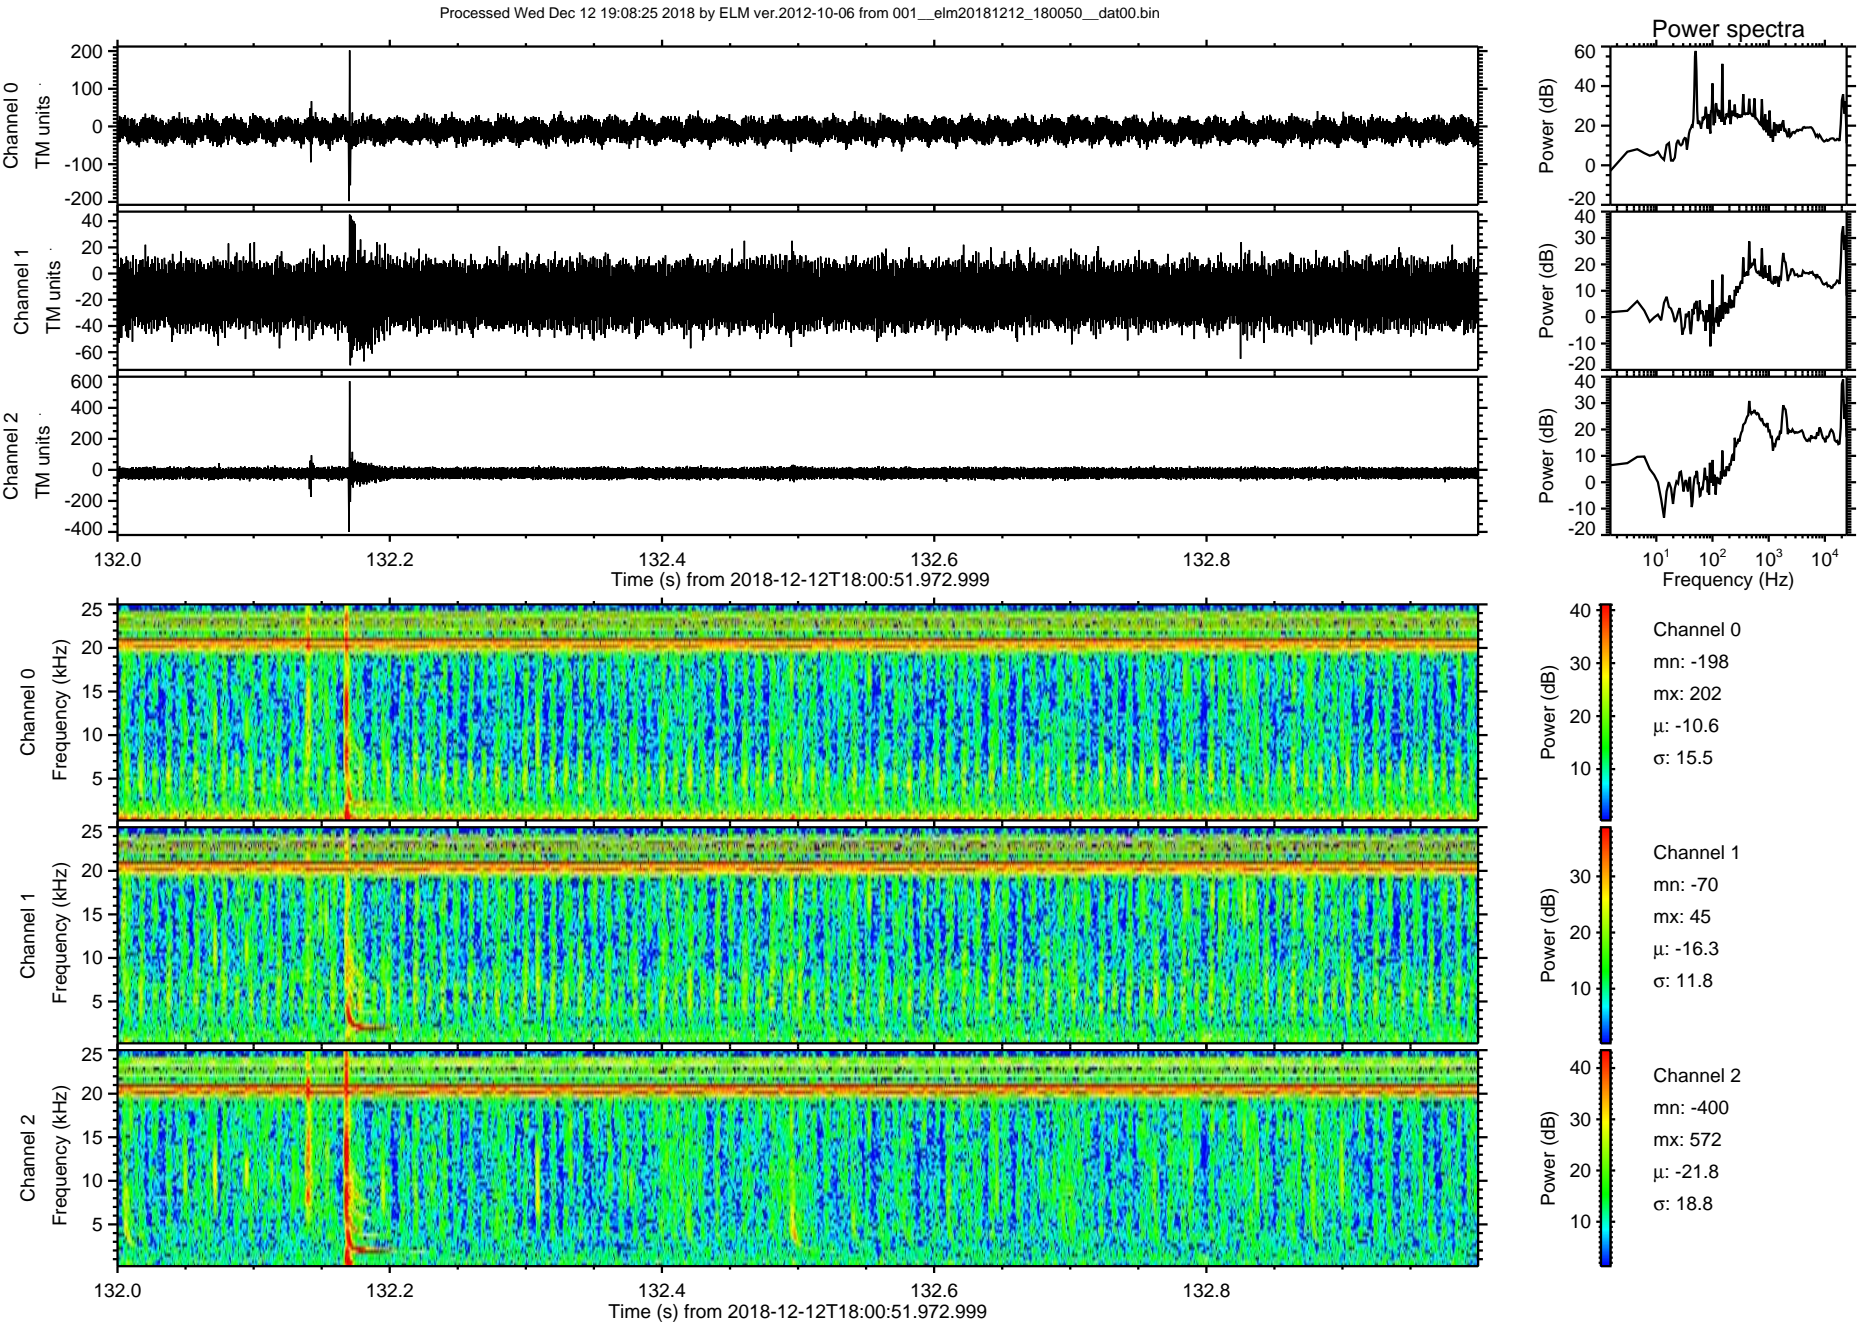 Processed Wed Dec 12 19:08:25 2018 by ELM ver.2012-10-06 from 001__elm20181212_180050__dat00.bin
Power spectra
Channel 0
TM units
200
100
0
-100
-200
Power (dB)
60
40
20
0
-20
Channel 1
TM units
40
20
0
-20
-40
-60
Power (dB)
40
30
20
10
0
-10
-20
Channel 2
TM units
600
400
200
0
-200
-400
Power (dB)
40
30
20
10
0
-10
-20
132.0 132.2 132.4 132.6 132.8
Time (s) from 2018-12-12T18:00:51.972.999
10^1 10^2 10^3 10^4
Frequency (Hz)
Channel 0
Frequency (kHz)
25
20
15
10
5
Power (dB)
40
30
20
10
Channel 0
mn: -198
mx: 202
µ: -10.6
σ: 15.5
Channel 1
Frequency (kHz)
25
20
15
10
5
Power (dB)
30
20
10
Channel 1
mn: -70
mx: 45
µ: -16.3
σ: 11.8
Channel 2
Frequency (kHz)
25
20
15
10
5
Power (dB)
40
30
20
10
Channel 2
mn: -400
mx: 572
µ: -21.8
σ: 18.8
132.0 132.2 132.4 132.6 132.8
Time (s) from 2018-12-12T18:00:51.972.999